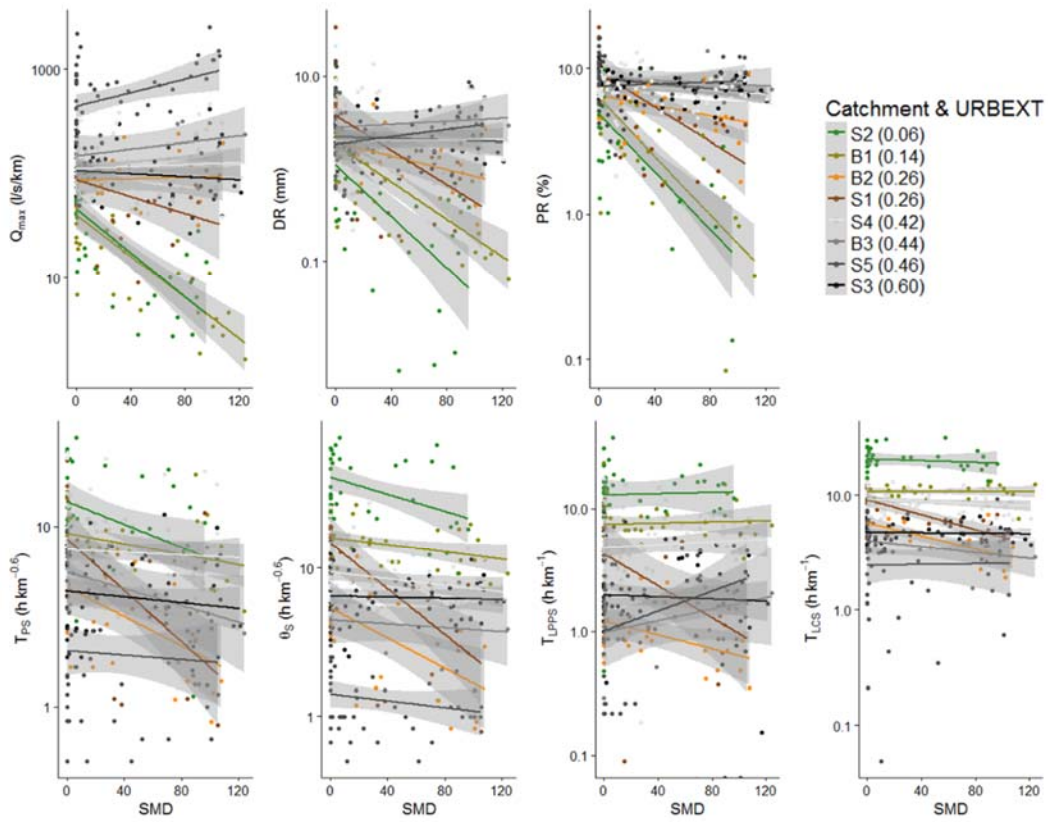 Q_max (l/s/km)
1000
10
0 40 80 120
DR (mm)
10.0
0.1
0 40 80 120
PR (%)
10.0
1.0
0.1
0 40 80 120
Catchment & URBEXT
S2 (0.06)
B1 (0.14)
B2 (0.26)
S1 (0.26)
S4 (0.42)
B3 (0.44)
S5 (0.46)
S3 (0.60)
T_PS (h km⁻⁰·⁶)
10
1
0 40 80 120
SMD
θ_S (h km⁻⁰·⁶)
10
1
0 40 80 120
SMD
T_LPPS (h km⁻¹)
10.0
1.0
0.1
0 40 80 120
SMD
T_LCS (h km⁻¹)
10.0
1.0
0.1
0 40 80 120
SMD